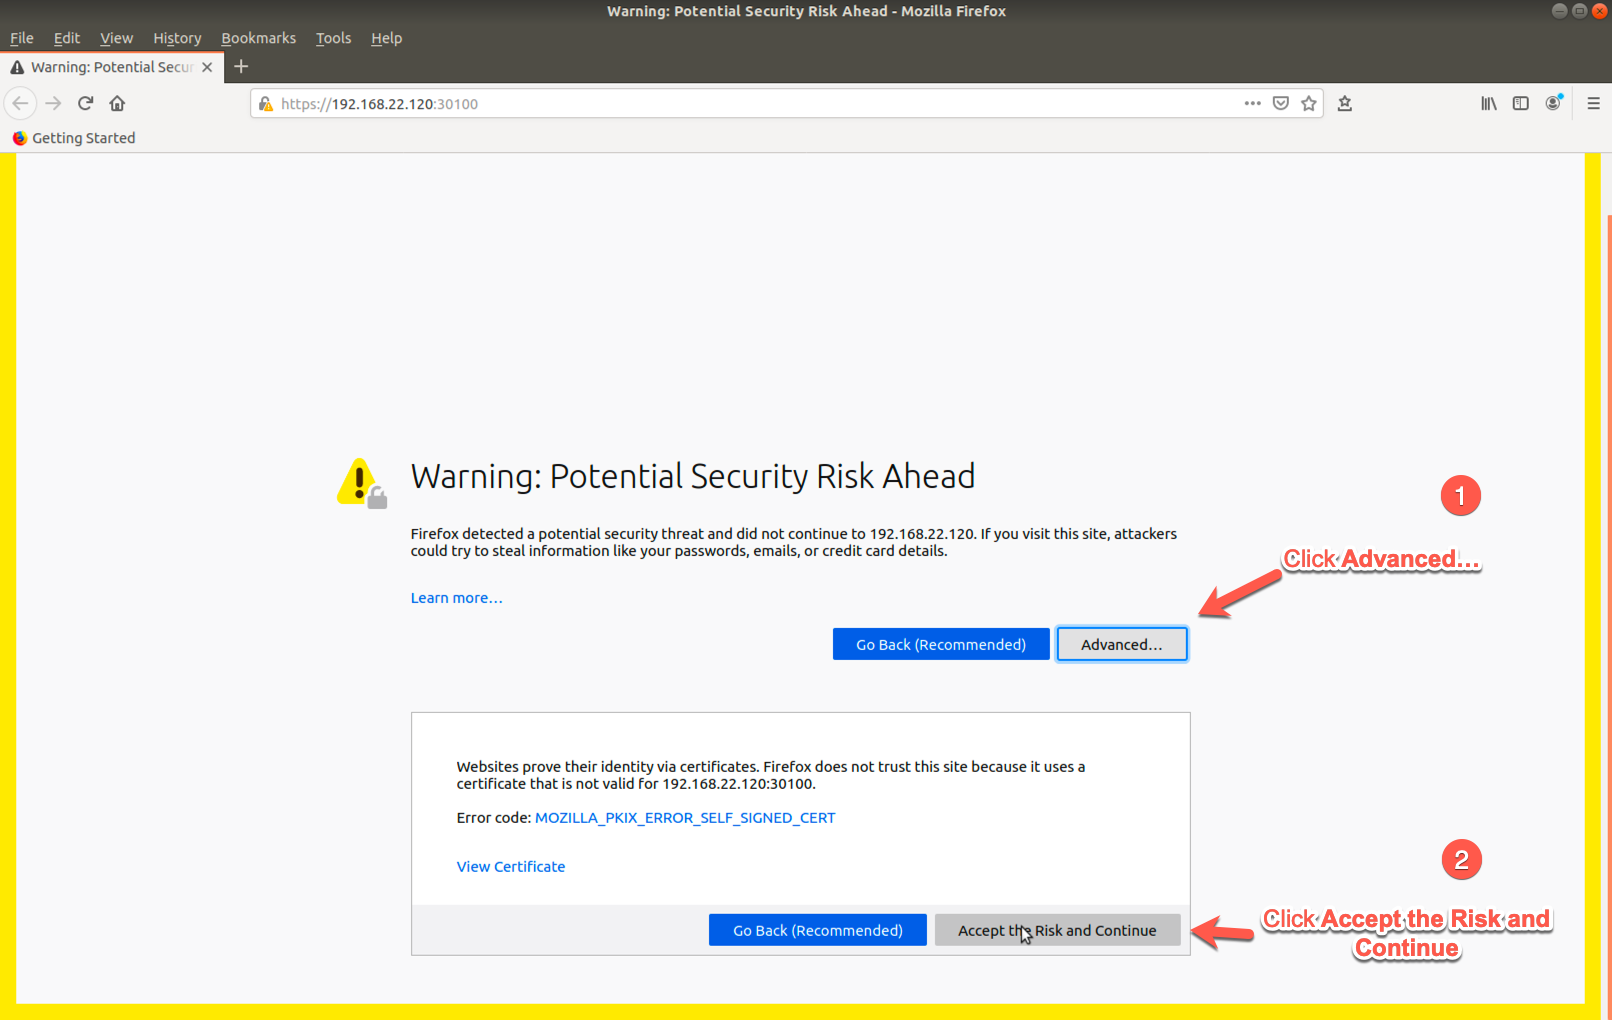 Warning: Potential Security Risk Ahead - Mozilla Firefox
File Edit View History Bookmarks Tools Help
Warning: Potential Secur
https://192.168.22.120:30100
Getting Started
Warning: Potential Security Risk Ahead
1
Firefox detected a potential security threat and did not continue to 192.168.22.120. If you visit this site, attackers
could try to steal information like your passwords, emails, or credit card details.
Click Advanced...
Learn more…
Go Back (Recommended) Advanced…
Websites prove their identity via certificates. Firefox does not trust this site because it uses a
certificate that is not valid for 192.168.22.120:30100.
Error code: MOZILLA_PKIX_ERROR_SELF_SIGNED_CERT
View Certificate
2
Go Back (Recommended) Accept the Risk and Continue
Click Accept the Risk and
Continue